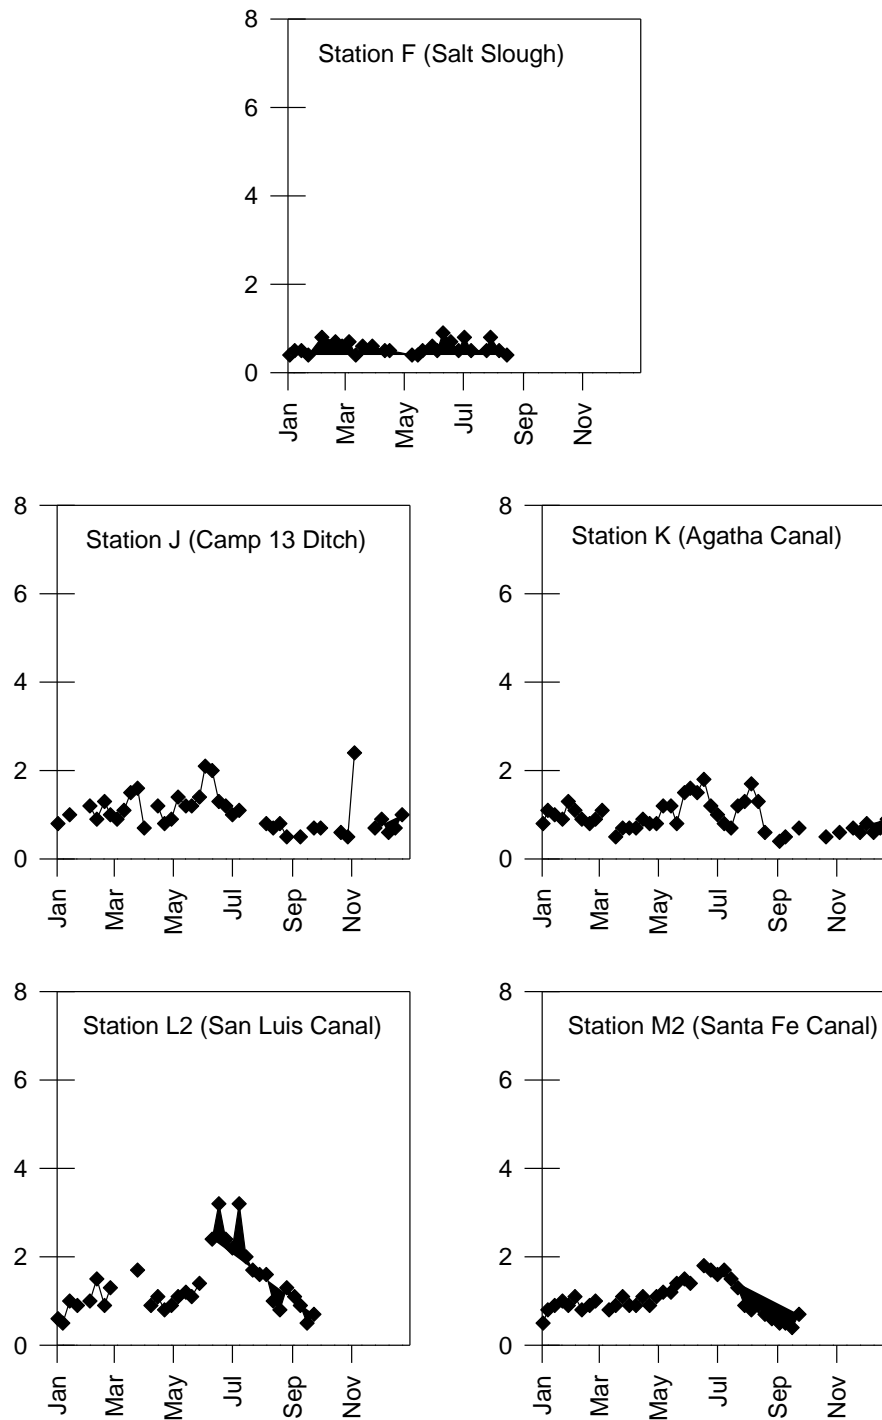 8
Station F (Salt Slough)
6
4
2
0
Jan
Mar
May
Jul
Sep
Nov
8
Station J (Camp 13 Ditch)
6
4
2
0
Jan
Mar
May
Jul
Sep
Nov
8
Station K (Agatha Canal)
6
4
2
0
Jan
Mar
May
Jul
Sep
Nov
8
Station L2 (San Luis Canal)
6
4
2
0
Jan
Mar
May
Jul
Sep
Nov
8
Station M2 (Santa Fe Canal)
6
4
2
0
Jan
Mar
May
Jul
Sep
Nov